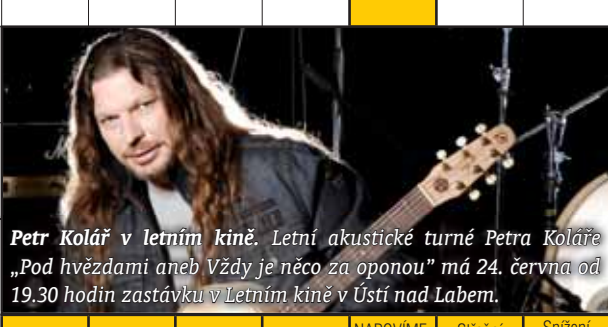 Petr Kolář v letním kině. Letní akustické turné Petra Koláře
„Pod hvězdami aneb Vždy je něco za oponou” má 24. června od
19.30 hodin zastávku v Letním kině v Ústí nad Labem.
Snížení